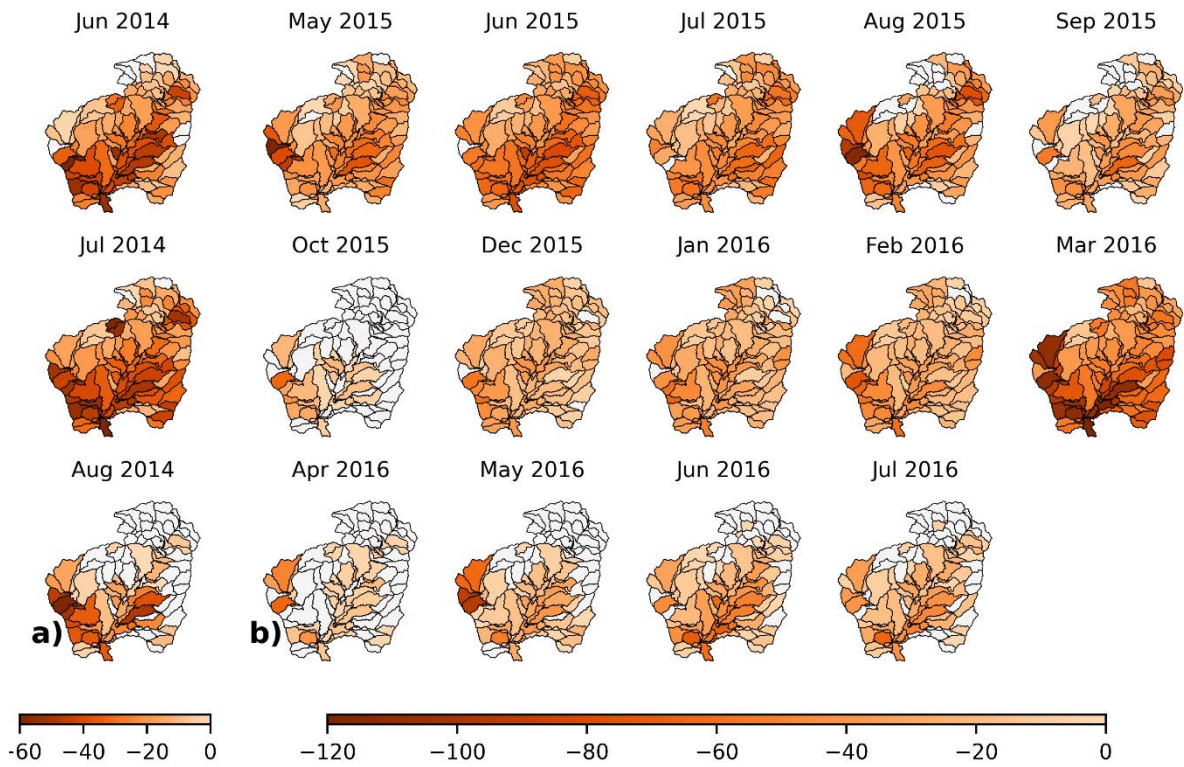 Jun 2014 May 2015 Jun 2015 Jul 2015 Aug 2015 Sep 2015
Jul 2014 Oct 2015 Dec 2015 Jan 2016 Feb 2016 Mar 2016
Aug 2014 Apr 2016 May 2016 Jun 2016 Jul 2016
a) b)
−60 −40 −20 0 −120 −100 −80 −60 −40 −20 0